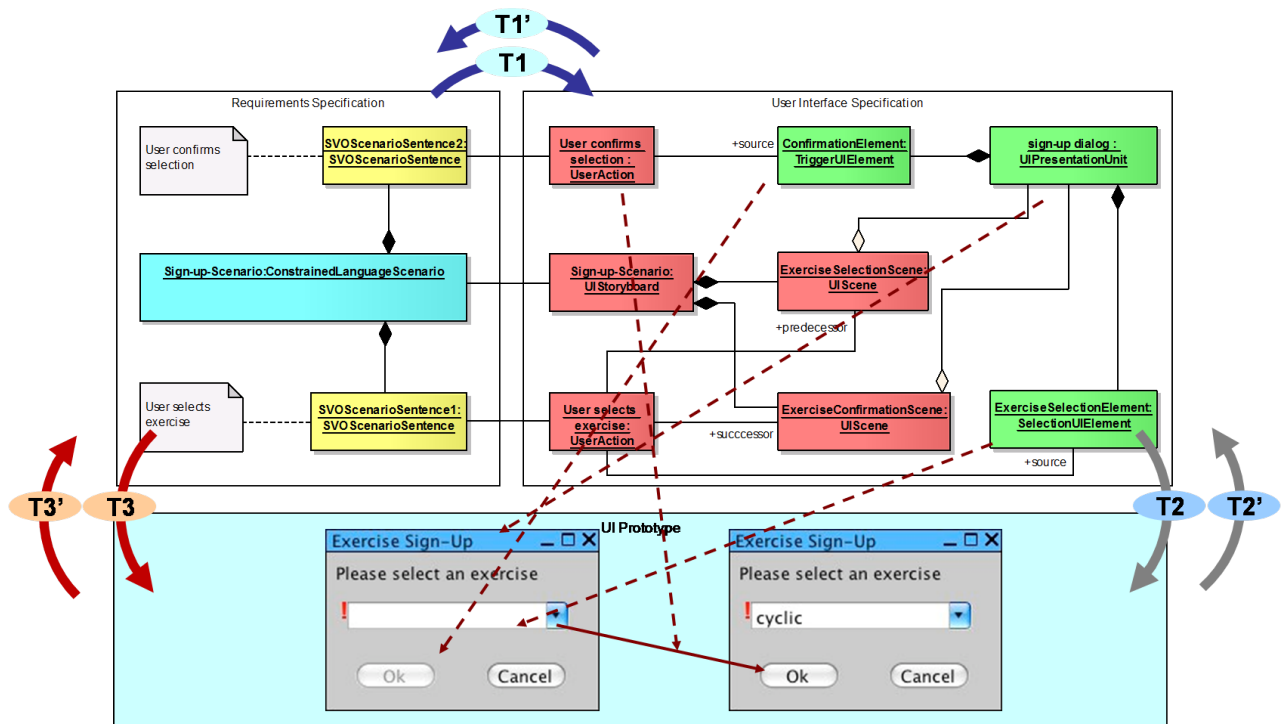 T1’
T1
Requirements Specification
User Interface Specification
User confirms
selection
SVOScenarioSentence2:
SVOScenarioSentence
User confirms
selection :
UserAction
+source
ConfirmationElement:
TriggerUIElement
sign-up dialog :
UIPresentationUnit
Sign-up-Scenario:ConstrainedLanguageScenario
Sign-up-Scenario:
UIStoryboard
ExerciseSelectionScene:
UIScene
+predecessor
User selects
exercise
SVOScenarioSentence1:
SVOScenarioSentence
User selects
exercise:
UserAction
+succcessor
ExerciseConfirmationScene:
UIScene
ExerciseSelectionElement:
SelectionUIElement
+source
T3’
T3
T2
T2’
UI Prototype
Exercise Sign-Up
Please select an exercise
!
Ok
Cancel
Exercise Sign-Up
Please select an exercise
!
cyclic
Ok
Cancel